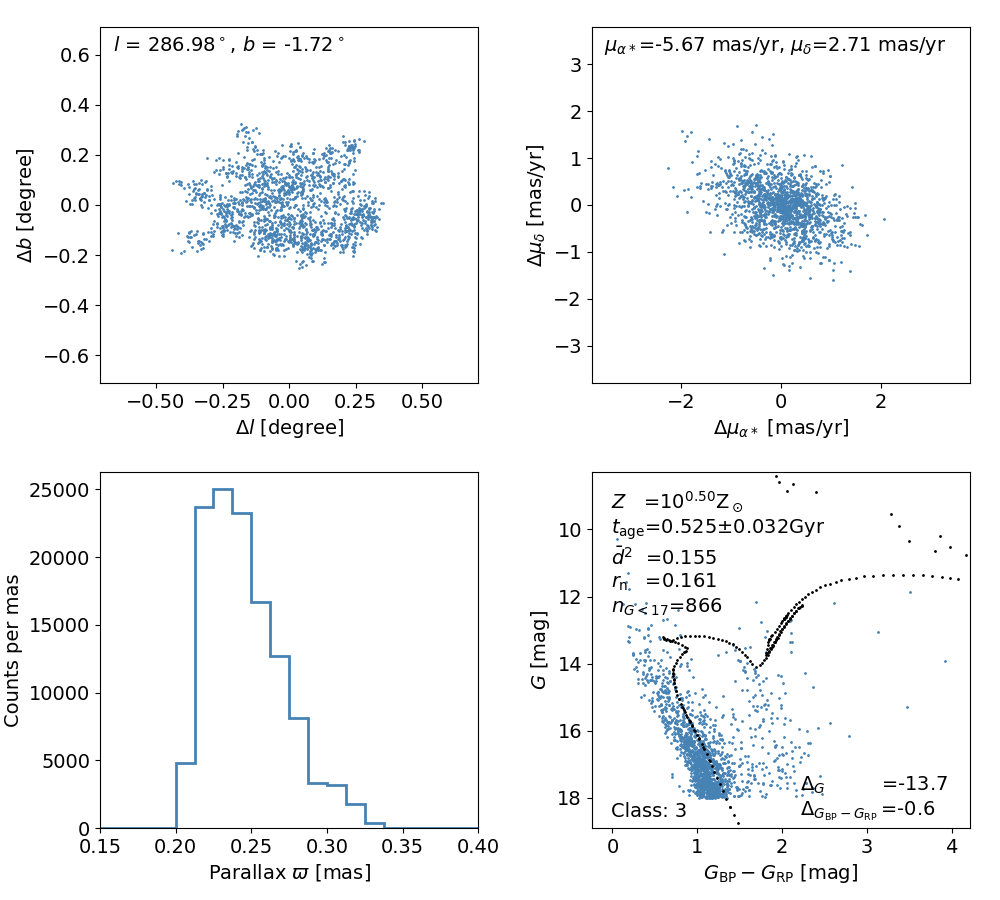 l = 286.98°, b = -1.72°
0.6
0.4
0.2
0.0
−0.2
−0.4
−0.6
Δb [degree]
−0.50 −0.25 0.00 0.25 0.50
Δl [degree]
μα*=-5.67 mas/yr, μδ=2.71 mas/yr
3
2
1
0
−1
−2
−3
Δμδ [mas/yr]
−2 0 2
Δμα* [mas/yr]
25000
20000
15000
10000
5000
0
Counts per mas
0.15 0.20 0.25 0.30 0.35 0.40
Parallax ϖ [mas]
Z =10^0.50 Z⊙
t_age=0.525±0.032Gyr
d̄² =0.155
r_n =0.161
n_G<17=866
10
12
14
16
18
G [mag]
Δ_G =-13.7
Δ_GBP−GRP =-0.6
Class: 3
0 1 2 3 4
G_BP − G_RP [mag]